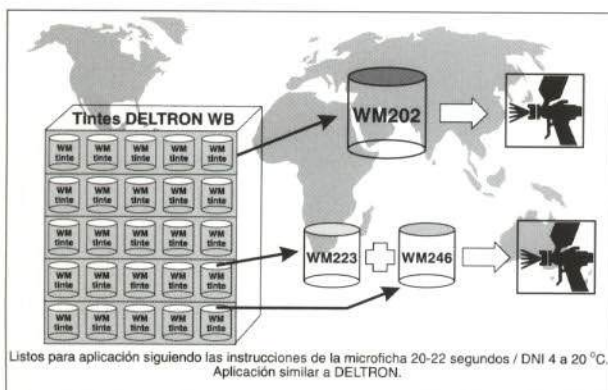 Tintes DELTRON WB
WM WM WM WM WM
tinte tinte tinte tinte tinte
WM WM WM WM WM
tinte tinte tinte tinte tinte
WM WM WM WM WM
tinte tinte tinte tinte tinte
WM WM WM WM WM
tinte tinte tinte tinte tinte
WM WM WM WM WM
tinte tinte tinte tinte tinte
WM202
WM223
WM246
Listos para aplicación siguiendo las instrucciones de la microficha 20-22 segundos / DNI 4 a 20 °C.
Aplicación similar a DELTRON.